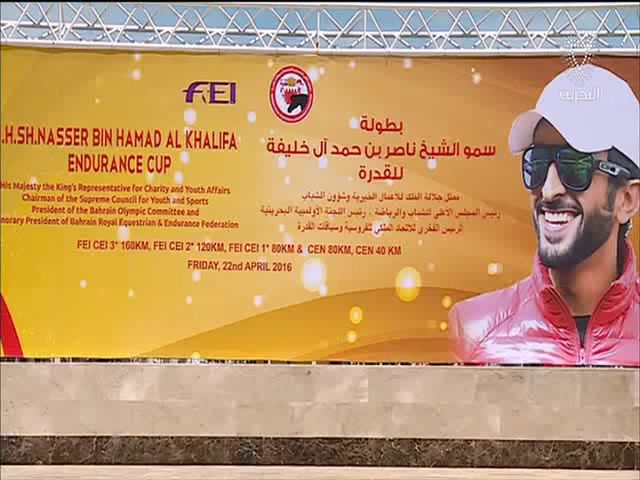 البحرين
FEI
.H.SH.NASSER BIN HAMAD AL KHALIFA
ENDURANCE CUP
His Majesty the King's Representative for Charity and Youth Affairs
Chairman of the Supreme Council for Youth and Sports
President of the Bahrain Olympic Committee and
norary President of Bahrain Royal Equestrian & Endurance Federation
بطولة
سمو الشيخ ناصر بن حمد آل خليفة
للقدرة
ممثل جلالة الملك للأعمال الخيرية وشؤون الشباب
رئيس المجلس الأعلى للشباب والرياضة - رئيس اللجنة الأولمبية البحرينية
الرئيس الفخري للاتحاد الملكي للفروسية وسباقات القدرة
FEI CEI 3* 160KM, FEI CEI 2* 120KM, FEI CEI 1* 80KM & CEN 80KM, CEN 40 KM
FRIDAY, 22nd APRIL 2016